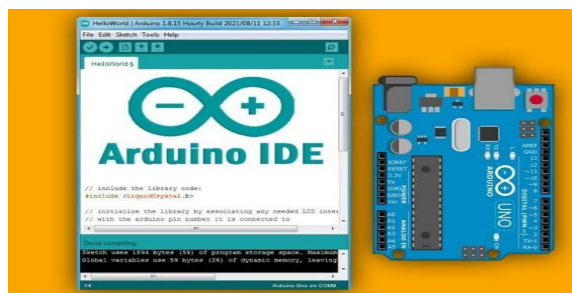 HelloWorld | Arduino 1.8.15 Hourly Build 2021/08/11 12:33
File Edit Sketch Tools Help
HelloWorld §
Arduino IDE
// include the library code:
#include <LiquidCrystal.h>
// initialize the library by associating any needed LCD inte
// with the arduino pin number it is connected to
Done compiling.
Sketch uses 1894 bytes (5%) of program storage space. Maximum
Global variables use 59 bytes (2%) of dynamic memory, leaving
14
Arduino Uno on COM9
AREF
GND
13
12
~11
~10
~9
8
7
~6
~5
4
~3
2
TX→1
RX←0
DIGITAL (PWM ~)
L
TX
RX
ARDUINO
UNO
ON
IOREF
RESET
3.3V
5V
GND
GND
Vin
POWER
A0
A1
A2
A3
A4
A5
ANALOG IN